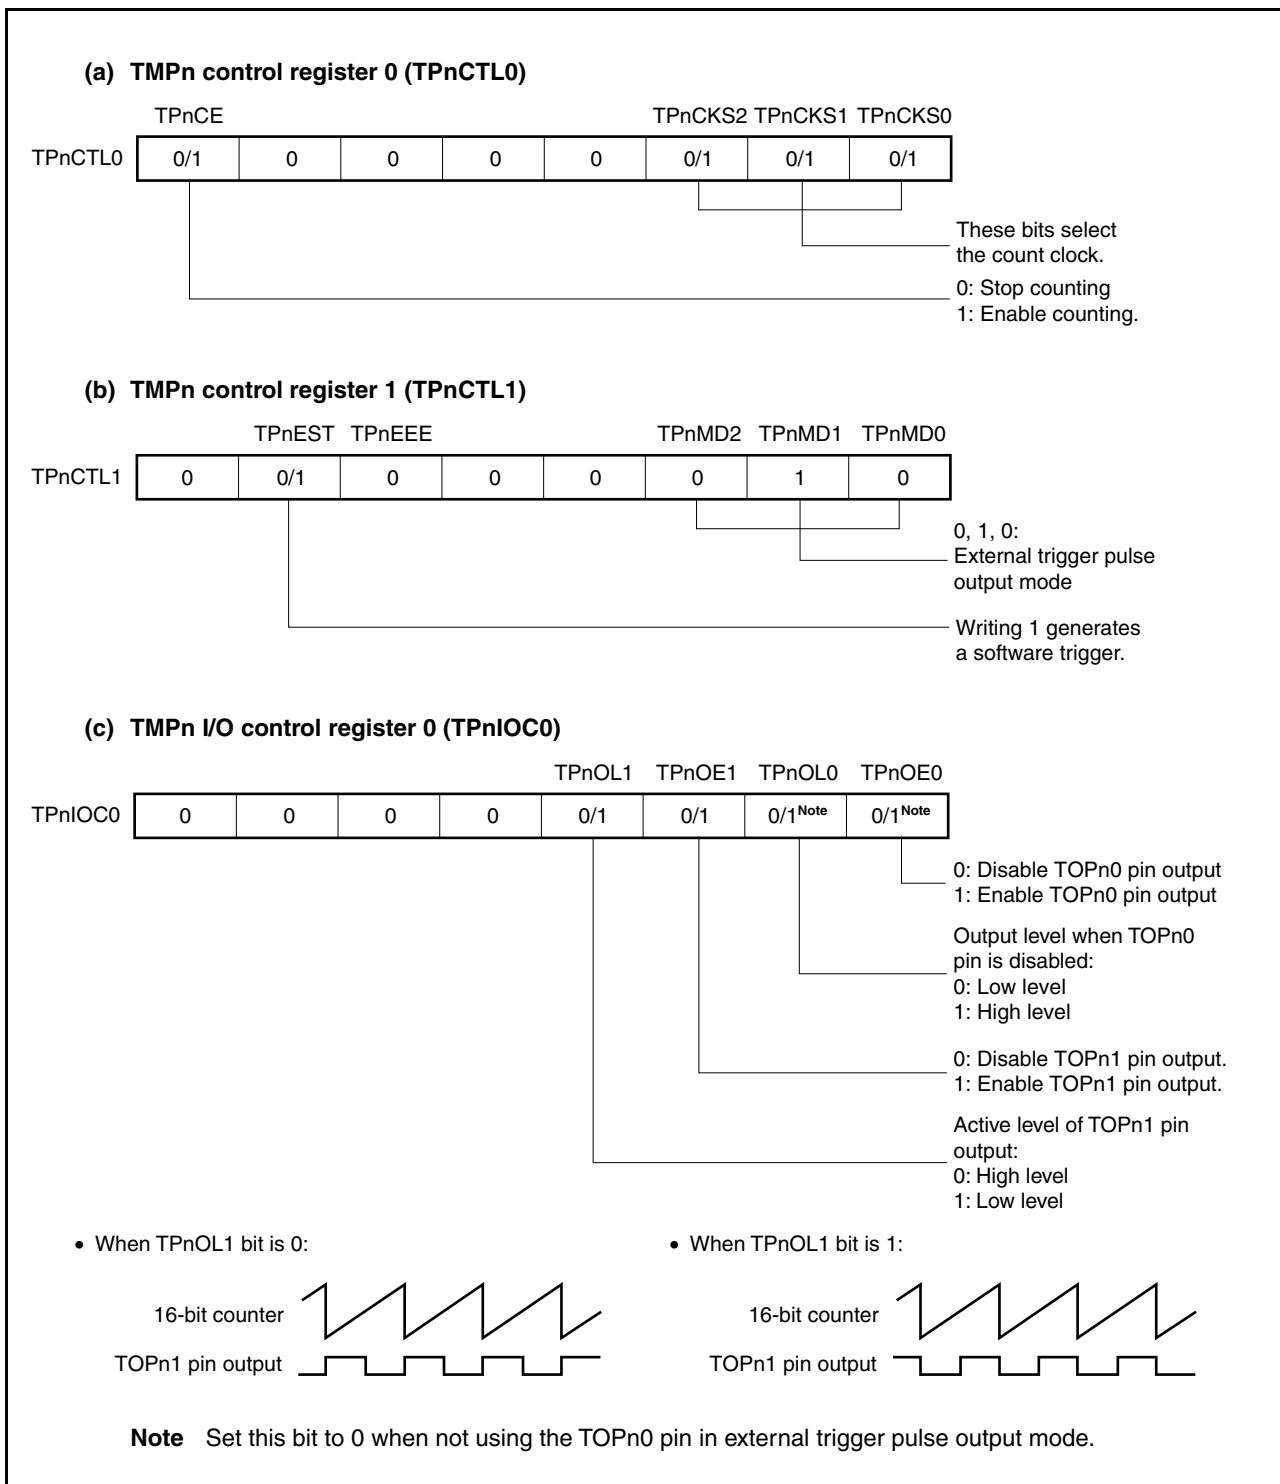 (a) TMPn control register 0 (TPnCTL0)
TPnCE TPnCKS2 TPnCKS1 TPnCKS0
TPnCTL0 0/1 0 0 0 0 0/1 0/1 0/1
These bits select
the count clock.
0: Stop counting
1: Enable counting.
(b) TMPn control register 1 (TPnCTL1)
TPnEST TPnEEE TPnMD2 TPnMD1 TPnMD0
TPnCTL1 0 0/1 0 0 0 0 1 0
0, 1, 0:
External trigger pulse
output mode
Writing 1 generates
a software trigger.
(c) TMPn I/O control register 0 (TPnIOC0)
TPnOL1 TPnOE1 TPnOL0 TPnOE0
TPnIOC0 0 0 0 0 0/1 0/1 0/1Note 0/1Note
0: Disable TOPn0 pin output
1: Enable TOPn0 pin output
Output level when TOPn0
pin is disabled:
0: Low level
1: High level
0: Disable TOPn1 pin output.
1: Enable TOPn1 pin output.
Active level of TOPn1 pin
output:
0: High level
1: Low level
• When TPnOL1 bit is 0: • When TPnOL1 bit is 1:
16-bit counter 16-bit counter
TOPn1 pin output TOPn1 pin output
Note Set this bit to 0 when not using the TOPn0 pin in external trigger pulse output mode.